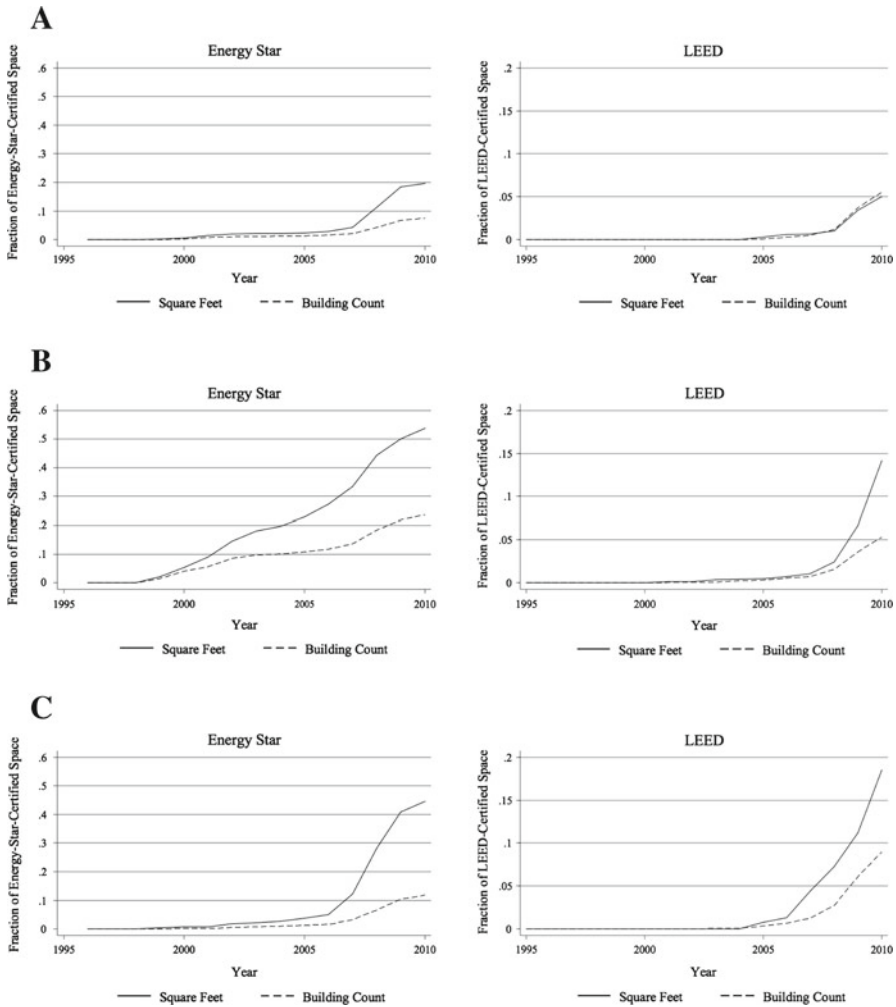 A
Energy Star
Fraction of Energy-Star-Certified Space
.6
.5
.4
.3
.2
.1
0
1995 2000 2005 2010
Year
Square Feet Building Count
LEED
Fraction of LEED-Certified Space
.2
.15
.1
.05
0
1995 2000 2005 2010
Year
Square Feet Building Count
B
Energy Star
Fraction of Energy-Star-Certified Space
.6
.5
.4
.3
.2
.1
0
1995 2000 2005 2010
Year
Square Feet Building Count
LEED
Fraction of LEED-Certified Space
.2
.15
.1
.05
0
1995 2000 2005 2010
Year
Square Feet Building Count
C
Energy Star
Fraction of Energy-Star-Certified Space
.6
.5
.4
.3
.2
.1
0
1995 2000 2005 2010
Year
Square Feet Building Count
LEED
Fraction of LEED-Certified Space
.2
.15
.1
.05
0
1995 2000 2005 2010
Year
Square Feet Building Count